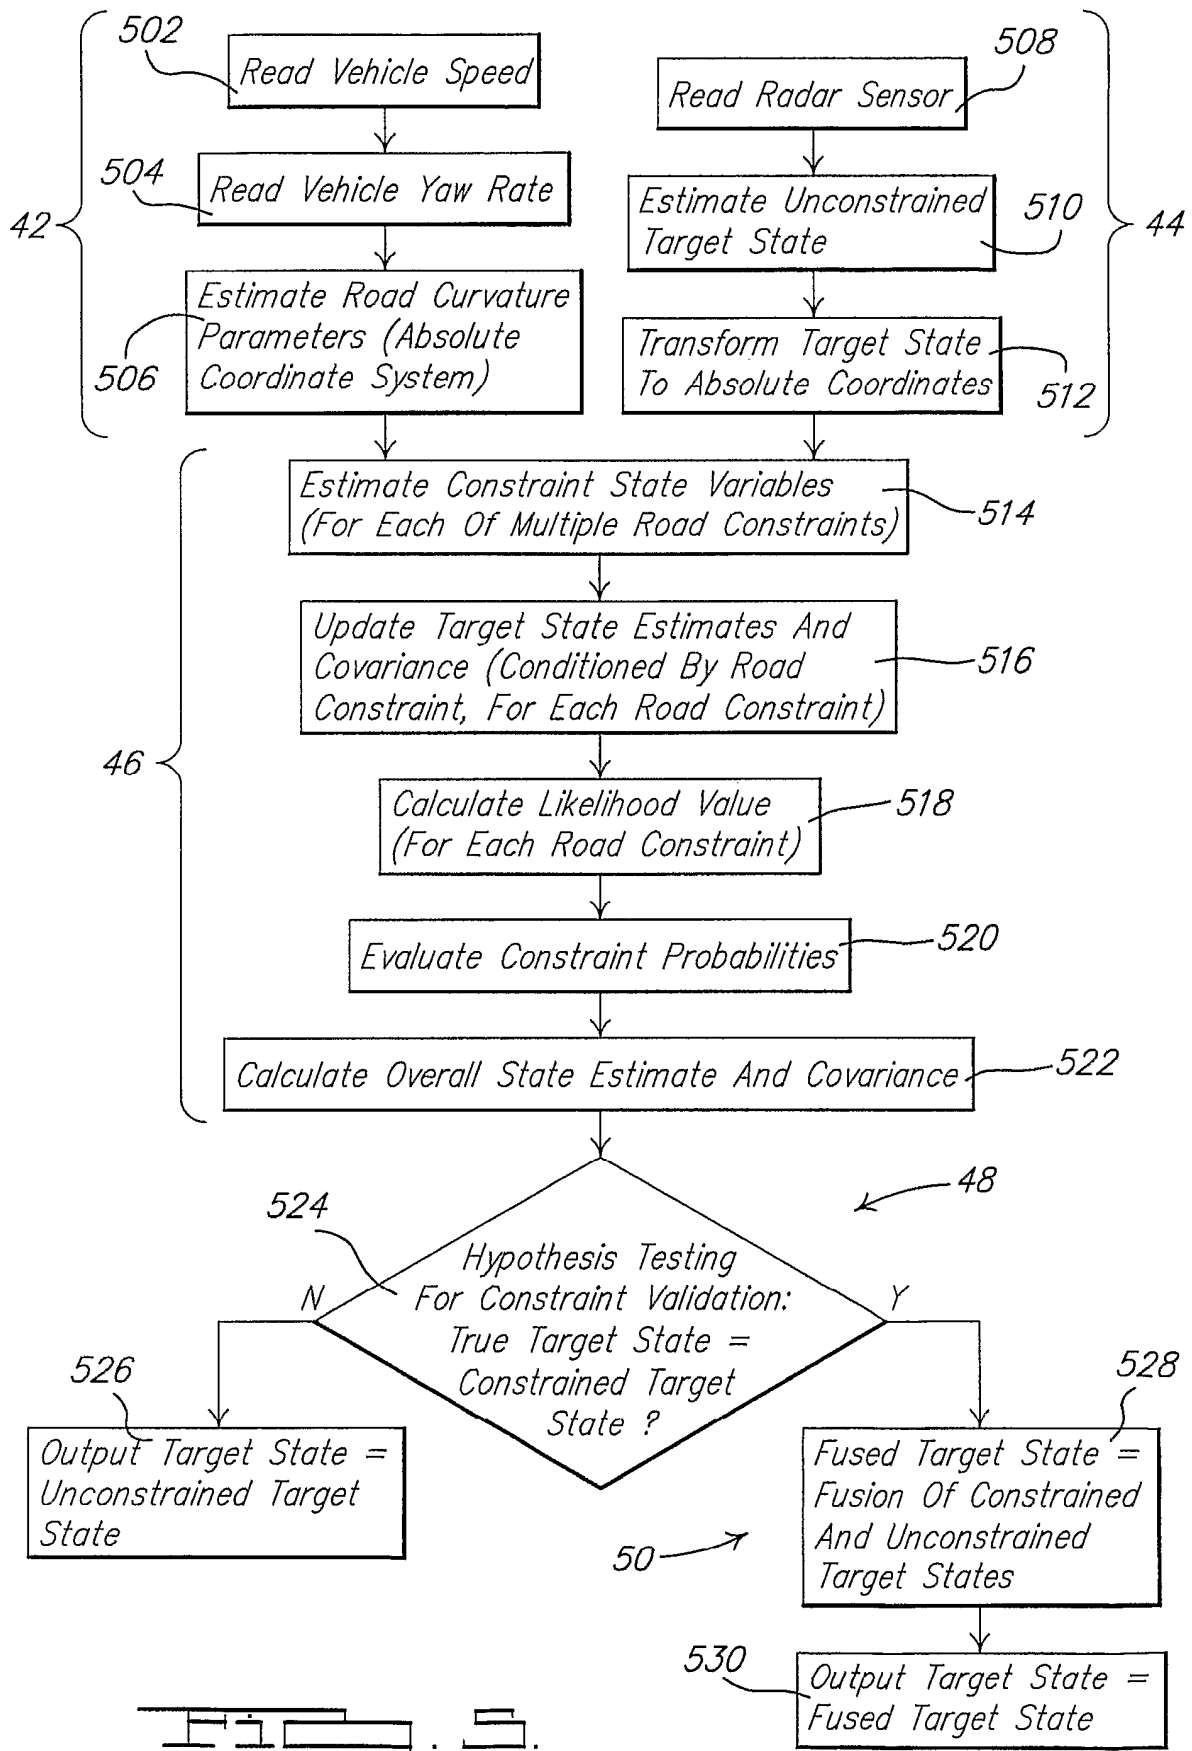 502
Read Vehicle Speed
504
Read Vehicle Yaw Rate
42
Estimate Road Curvature
Parameters (Absolute
Coordinate System)
506
508
Read Radar Sensor
Estimate Unconstrained
Target State
510
44
Transform Target State
To Absolute Coordinates
512
Estimate Constraint State Variables
(For Each Of Multiple Road Constraints)
514
Update Target State Estimates And
Covariance (Conditioned By Road
Constraint, For Each Road Constraint)
516
46
Calculate Likelihood Value
(For Each Road Constraint)
518
Evaluate Constraint Probabilities
520
Calculate Overall State Estimate And Covariance
522
48
524
Hypothesis Testing
For Constraint Validation:
True Target State =
Constrained Target
State ?
N
Y
526
Output Target State =
Unconstrained Target
State
528
Fused Target State =
Fusion Of Constrained
And Unconstrained
Target States
50
530
Output Target State =
Fused Target State